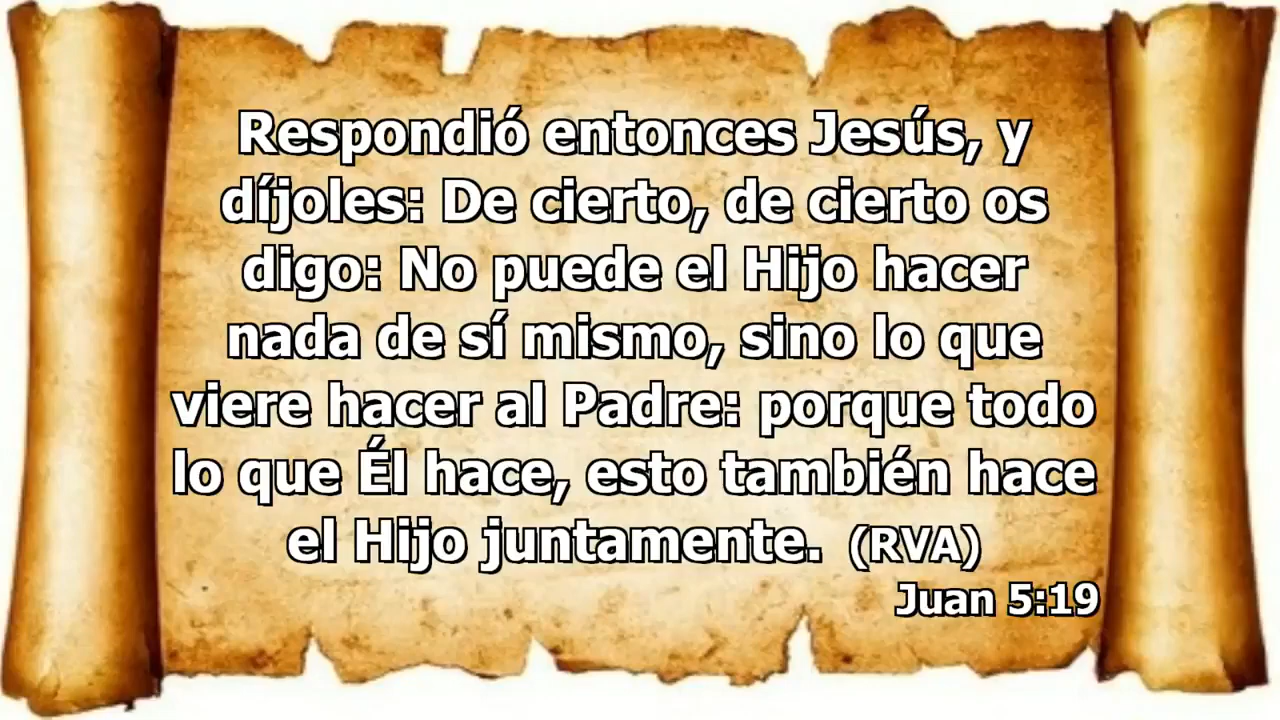 Respondió entonces Jesús, y
díjoles: De cierto, de cierto os
digo: No puede el Hijo hacer
nada de sí mismo, sino lo que
viere hacer al Padre: porque todo
lo que Él hace, esto también hace
el Hijo juntamente. (RVA)
Juan 5:19